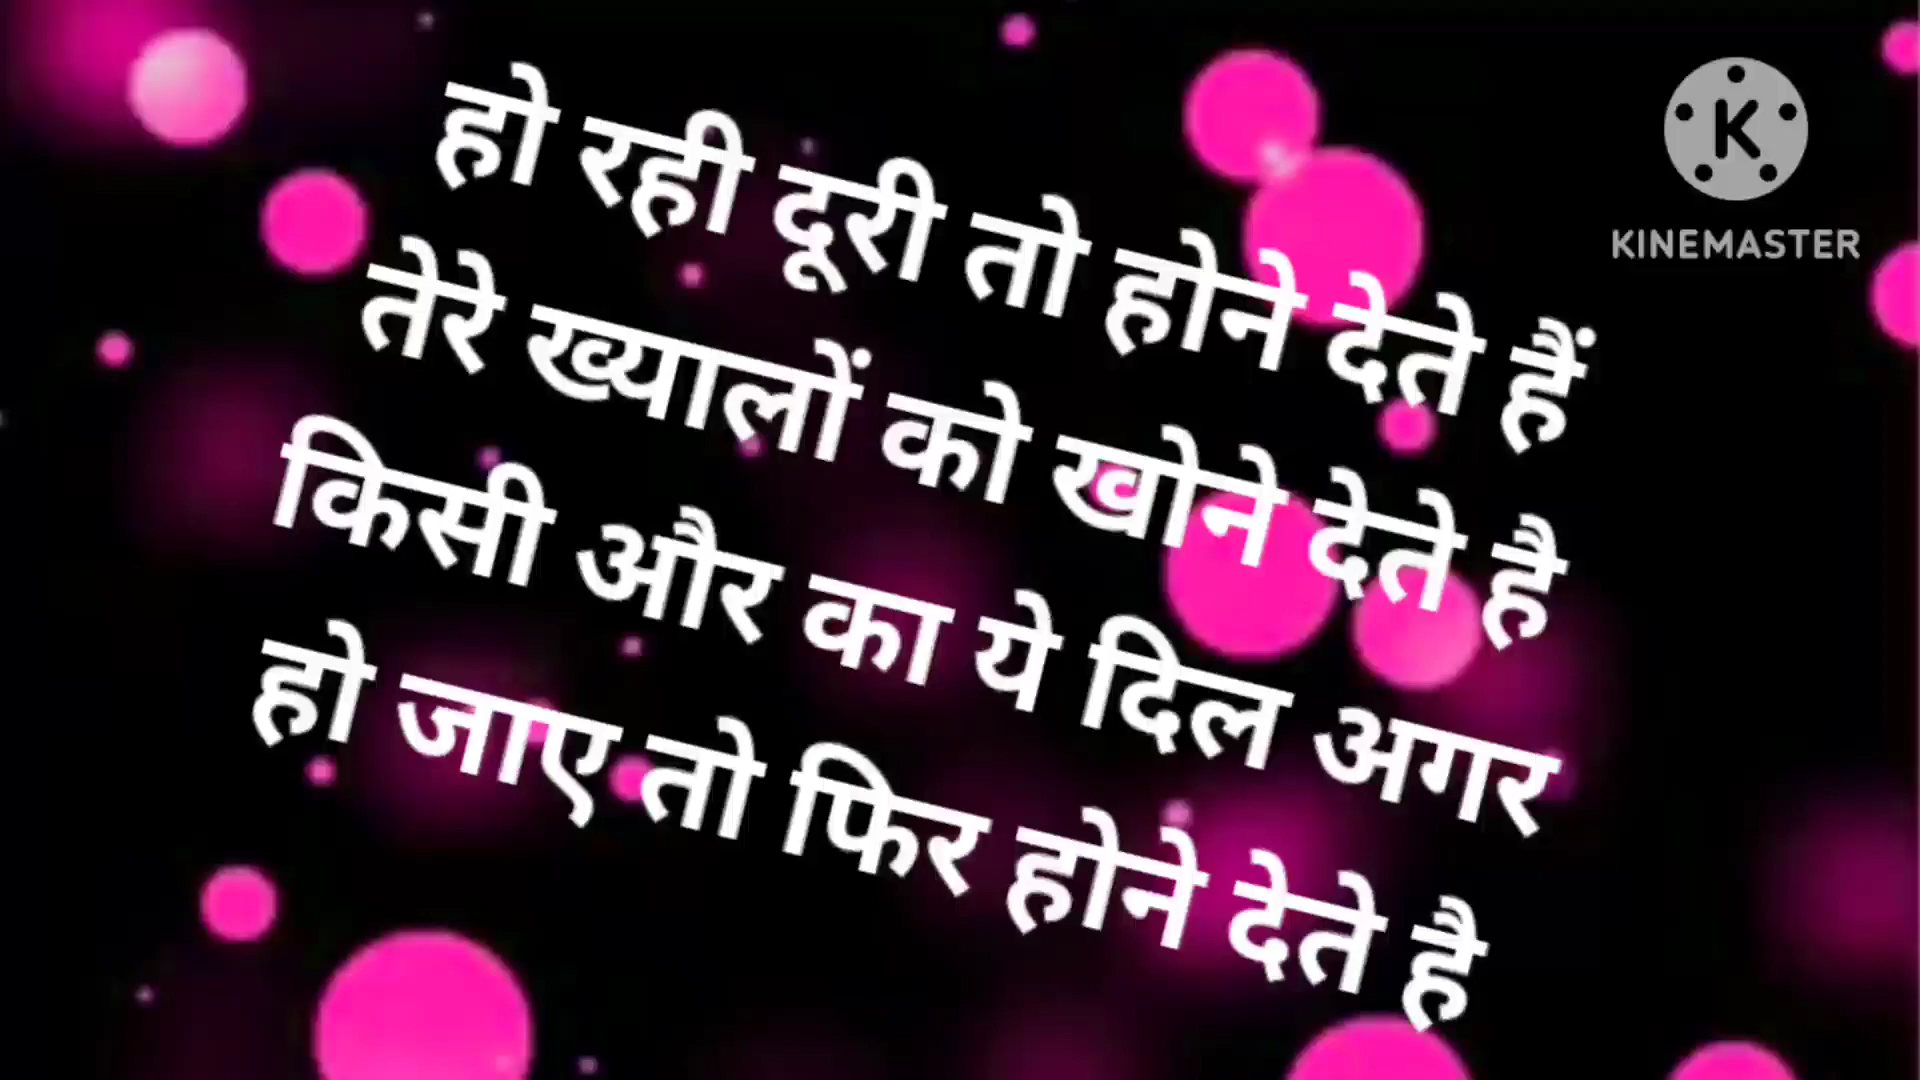 हो रही दूरी तो होने देते हैं
तेरे ख्यालों को खोने देते है
किसी और का ये दिल अगर
हो जाए तो फिर होने देते है
K
KINEMASTER